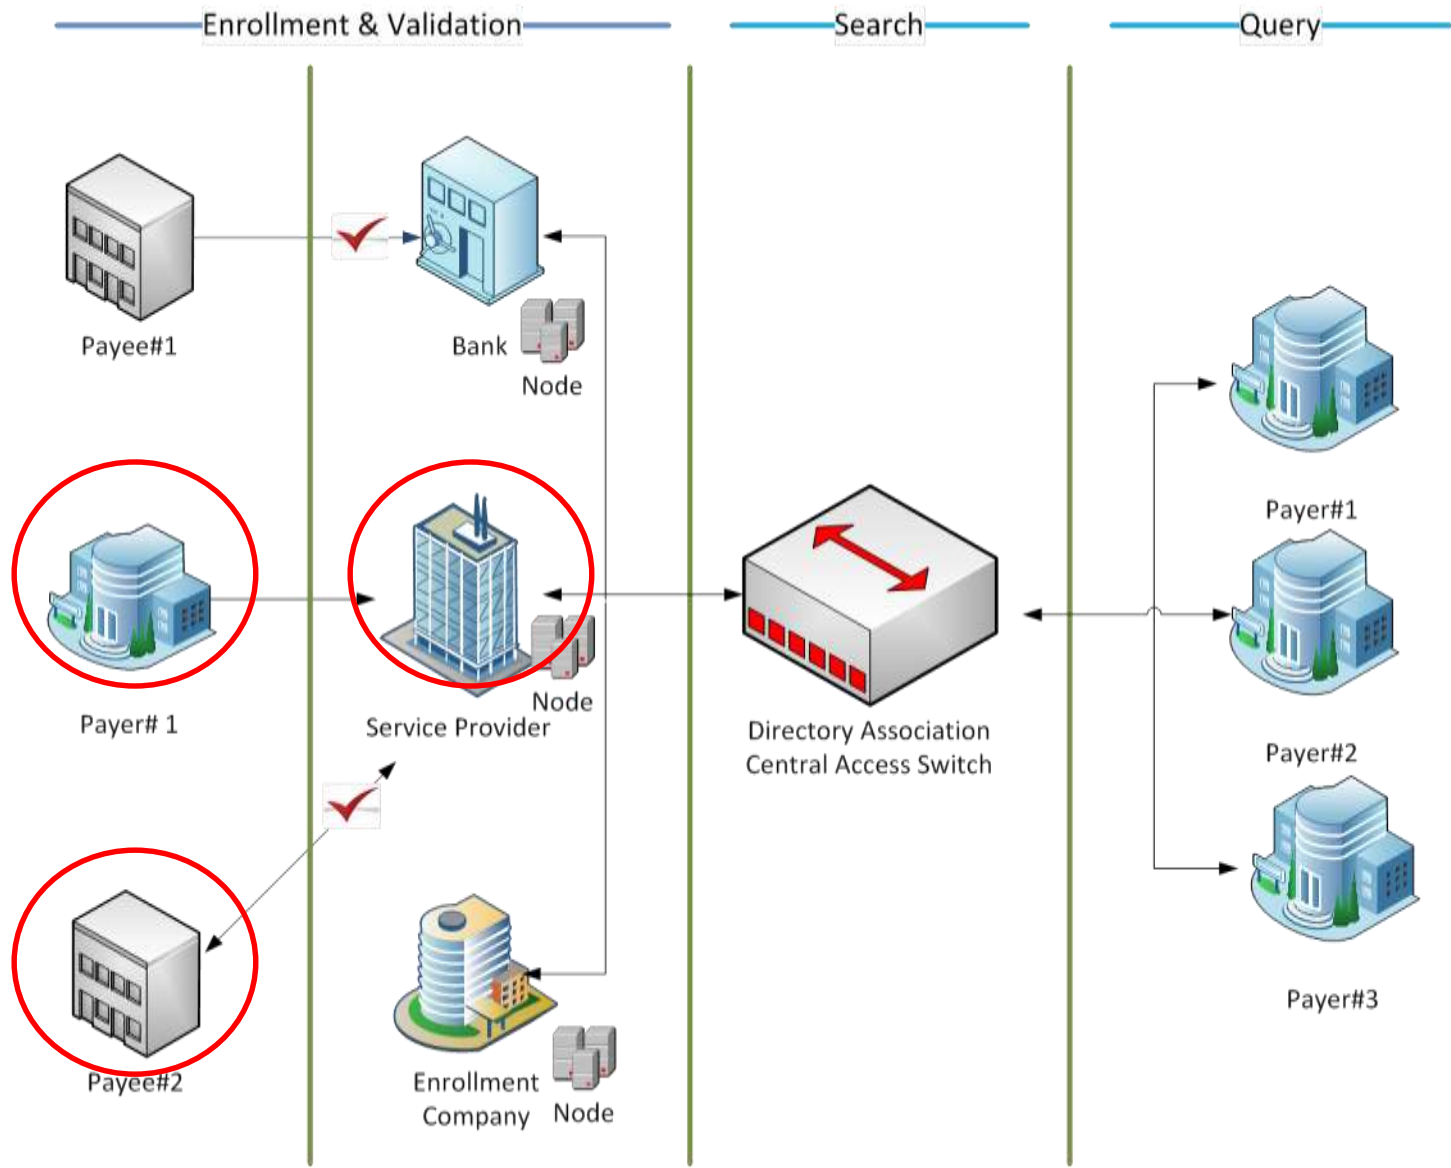 Enrollment & Validation
Search
Query
Payee#1
Bank
Node
Payer#1
Payer# 1
Service Provider
Node
Directory Association
Central Access Switch
Payer#2
Payee#2
Enrollment
Company
Node
Payer#3